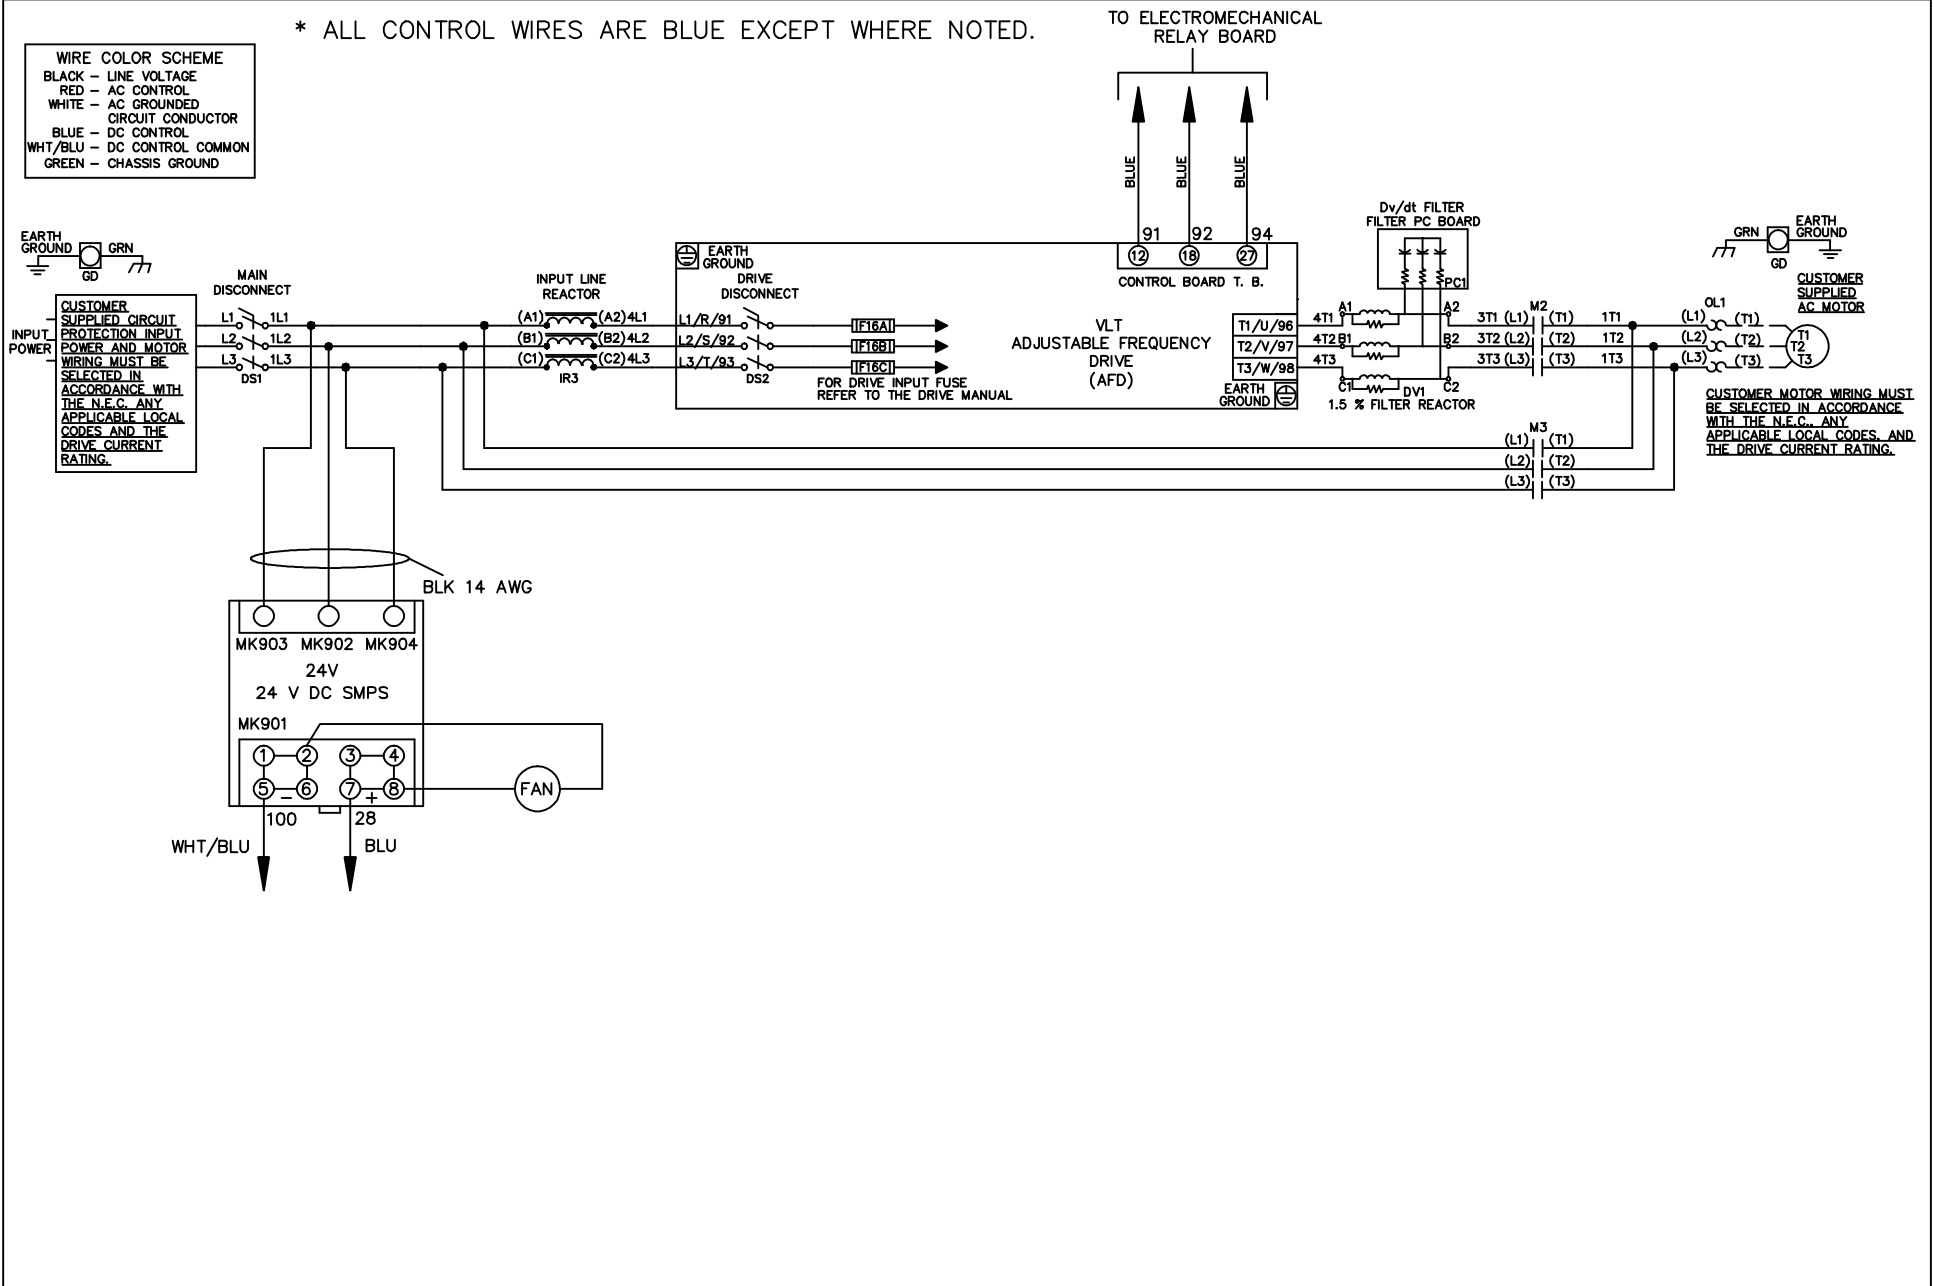 * ALL CONTROL WIRES ARE BLUE EXCEPT WHERE NOTED.
TO ELECTROMECHANICAL
RELAY BOARD
WIRE COLOR SCHEME
BLACK – LINE VOLTAGE
RED – AC CONTROL
WHITE – AC GROUNDED
CIRCUIT CONDUCTOR
BLUE – DC CONTROL
WHT/BLU – DC CONTROL COMMON
GREEN – CHASSIS GROUND
BLUE
BLUE
BLUE
91 92 94
12 18 27
CONTROL BOARD T. B.
EARTH
GROUND
GRN
GD
INPUT
POWER
CUSTOMER
SUPPLIED CIRCUIT
PROTECTION INPUT
POWER AND MOTOR
WIRING MUST BE
SELECTED IN
ACCORDANCE WITH
THE N.E.C. ANY
APPLICABLE LOCAL
CODES AND THE
DRIVE CURRENT
RATING.
MAIN
DISCONNECT
L1 1L1
L2 1L2
L3 1L3
DS1
INPUT LINE
REACTOR
(A1) (A2) 4L1
(B1) (B2) 4L2
(C1) (C2) 4L3
IR3
EARTH
GROUND
DRIVE
DISCONNECT
L1/R/91
L2/S/92
L3/T/93
DS2
F16A
F16B
F16C
FOR DRIVE INPUT FUSE
REFER TO THE DRIVE MANUAL
VLT
ADJUSTABLE FREQUENCY
DRIVE
(AFD)
T1/U/96
T2/V/97
T3/W/98
EARTH
GROUND
Dv/dt FILTER
FILTER PC BOARD
PC1
4T1 A1 A2
4T2 B1 B2
4T3
C1 C2
DV1
1.5 % FILTER REACTOR
M2
3T1 (L1) (T1) 1T1
3T2 (L2) (T2) 1T2
3T3 (L3) (T3) 1T3
M3
(L1) (T1)
(L2) (T2)
(L3) (T3)
OL1
(L1) (T1)
(L2) (T2)
(L3) (T3)
T1
T2
T3
GRN
EARTH
GROUND
GD
CUSTOMER
SUPPLIED
AC MOTOR
CUSTOMER MOTOR WIRING MUST
BE SELECTED IN ACCORDANCE
WITH THE N.E.C.. ANY
APPLICABLE LOCAL CODES. AND
THE DRIVE CURRENT RATING.
BLK 14 AWG
MK903 MK902 MK904
24V
24 V DC SMPS
MK901
1 2 3 4
5 6 7 8
– +
FAN
100 28
WHT/BLU BLU